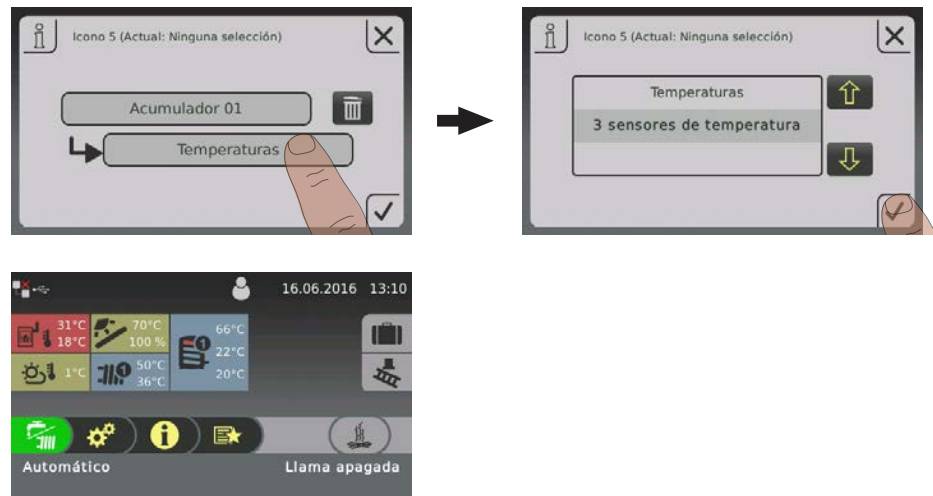 Icono 5 (Actual: Ninguna selección)
Acumulador 01
Temperaturas
Icono 5 (Actual: Ninguna selección)
Temperaturas
3 sensores de temperatura
16.06.2016 13:10
31°C
18°C
70°C
100 %
66°C
22°C
20°C
1°C
50°C
36°C
Automático
Llama apagada